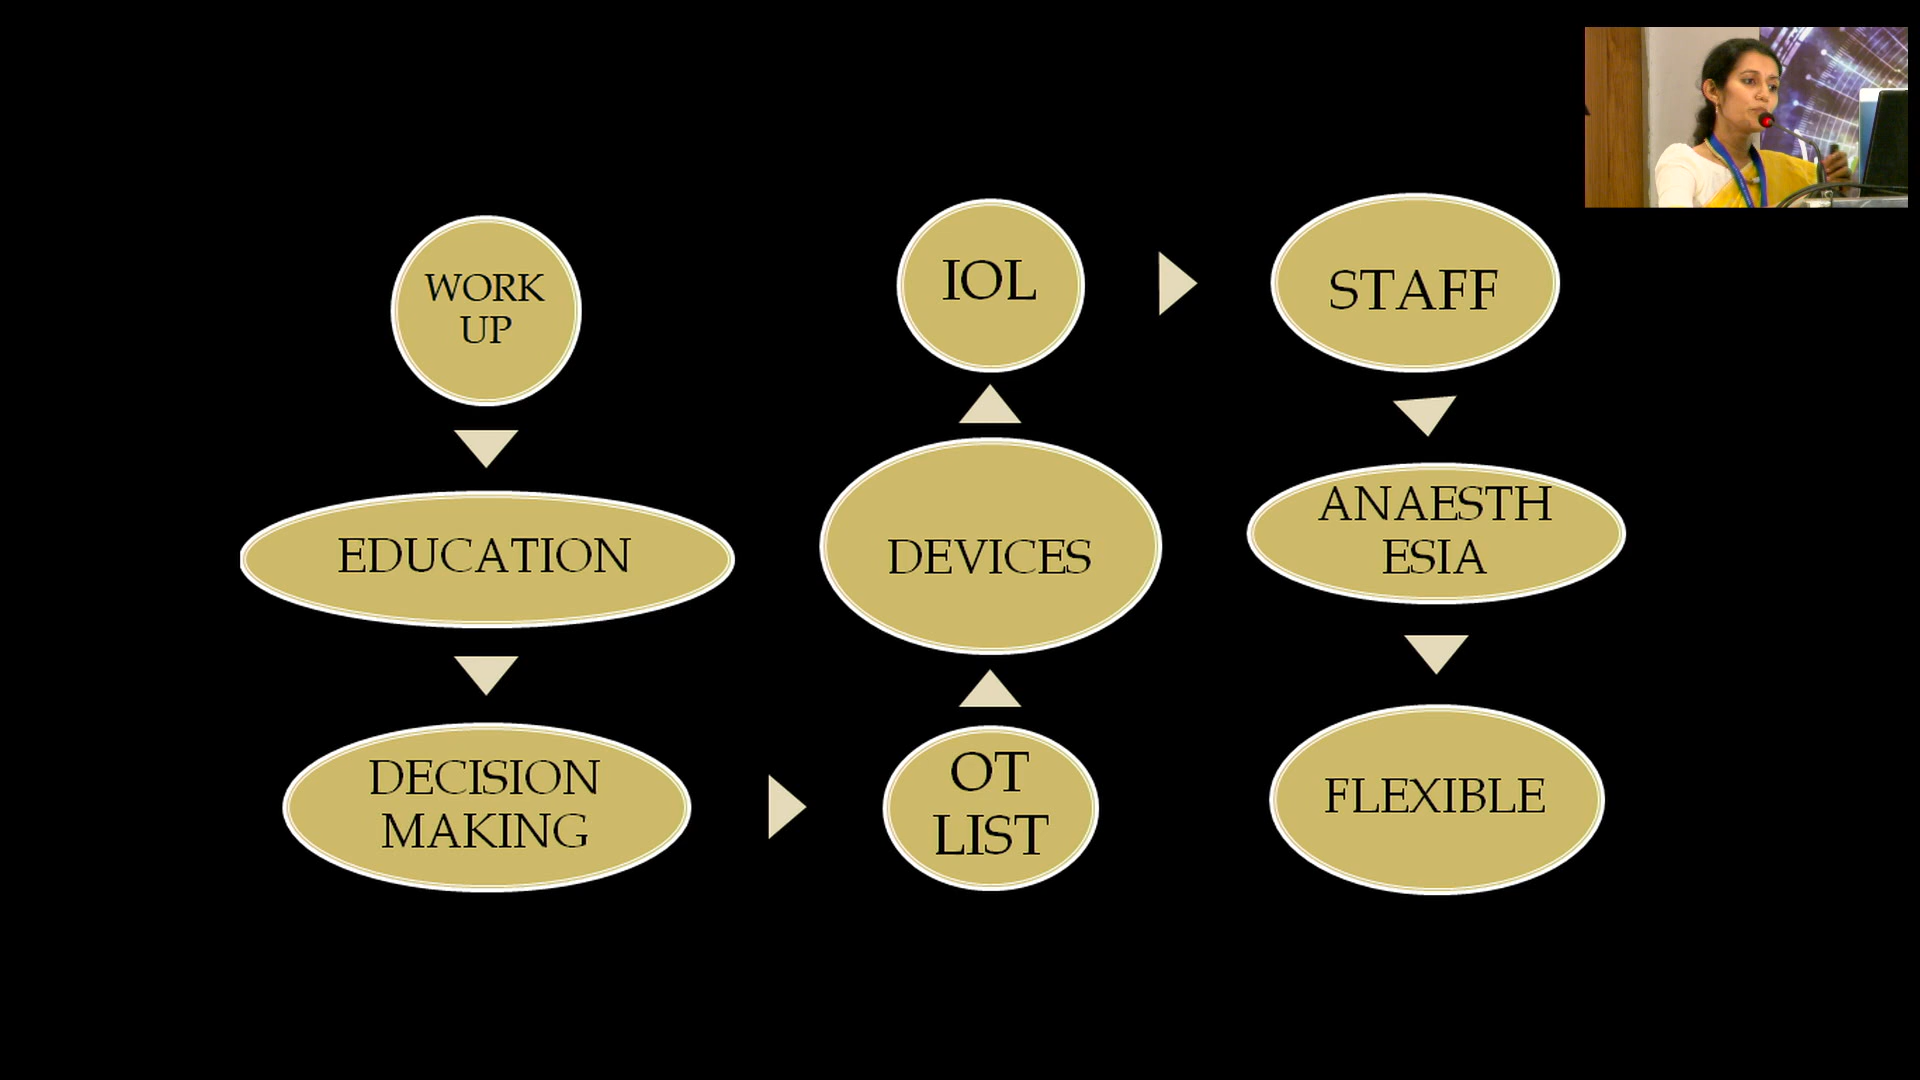 WORK
UP
EDUCATION
DECISION
MAKING
OT
LIST
DEVICES
IOL
STAFF
ANAESTH
ESIA
FLEXIBLE